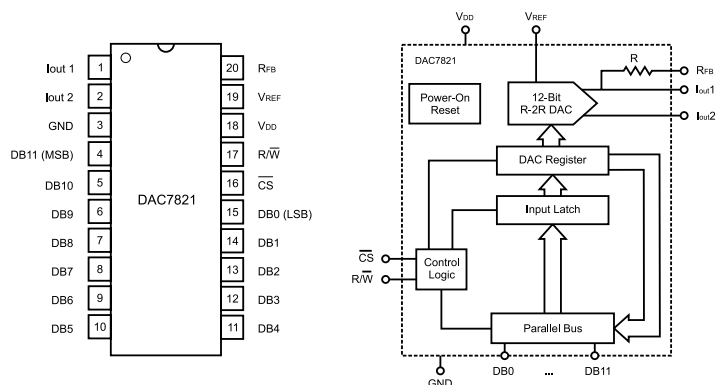 Iout 1 1 20 RFB
Iout 2 2 19 VREF
GND 3 18 VDD
DB11 (MSB) 4 17 R/W̅
DB10 5 16 C̅S̅
DB9 6 15 DB0 (LSB)
DB8 7 14 DB1
DB7 8 13 DB2
DB6 9 12 DB3
DB5 10 11 DB4
DAC7821
VDD VREF
DAC7821
R
RFB
Iout1
Iout2
Power-On
Reset
12-Bit
R-2R DAC
DAC Register
Input Latch
C̅S̅
R/W̅
Control
Logic
Parallel Bus
GND
DB0 ... DB11